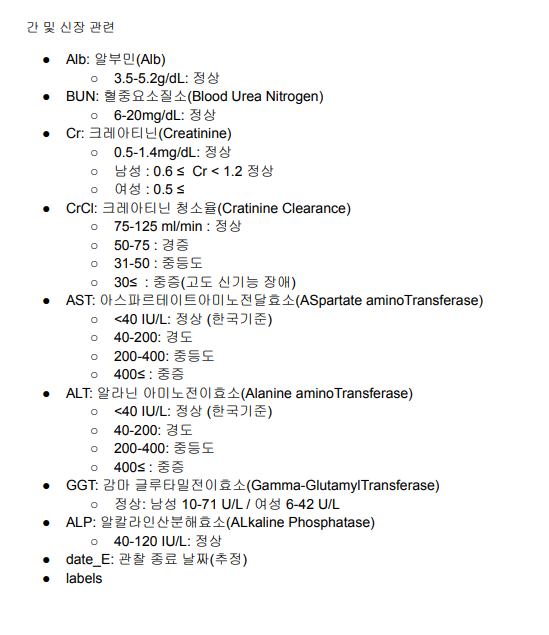 간 및 신장 관련
● Alb: 알부민(Alb)
○ 3.5-5.2g/dL: 정상
● BUN: 혈중요소질소(Blood Urea Nitrogen)
○ 6-20mg/dL: 정상
● Cr: 크레아티닌(Creatinine)
○ 0.5-1.4mg/dL: 정상
○ 남성 : 0.6 ≤ Cr < 1.2 정상
○ 여성 : 0.5 ≤
● CrCl: 크레아티닌 청소율(Cratinine Clearance)
○ 75-125 ml/min : 정상
○ 50-75 : 경증
○ 31-50 : 중등도
○ 30≤ : 중증(고도 신기능 장애)
● AST: 아스파르테이트아미노전달효소(ASpartate aminoTransferase)
○ <40 IU/L: 정상 (한국기준)
○ 40-200: 경도
○ 200-400: 중등도
○ 400≤ : 중증
● ALT: 알라닌 아미노전이효소(Alanine aminoTransferase)
○ <40 IU/L: 정상 (한국기준)
○ 40-200: 경도
○ 200-400: 중등도
○ 400≤ : 중증
● GGT: 감마 글루타밀전이효소(Gamma-GlutamylTransferase)
○ 정상: 남성 10-71 U/L / 여성 6-42 U/L
● ALP: 알칼라인산분해효소(ALkaline Phosphatase)
○ 40-120 IU/L: 정상
● date_E: 관찰 종료 날짜(추정)
● labels